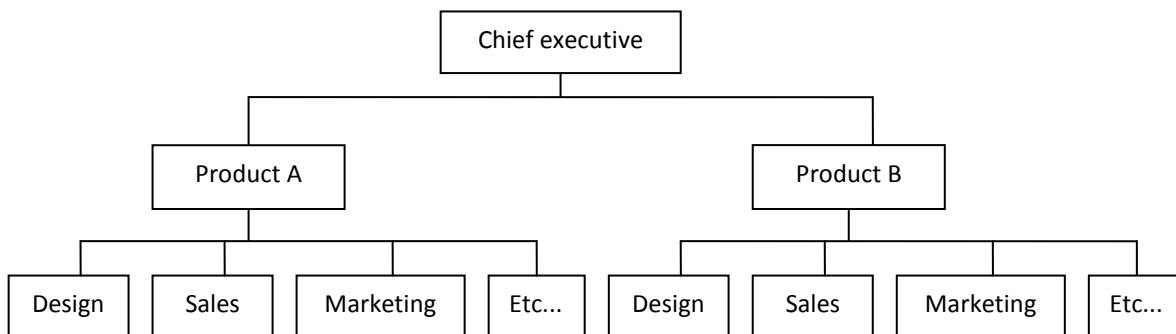 Chief executive
Product A
Product B
Design
Sales
Marketing
Etc...
Design
Sales
Marketing
Etc...